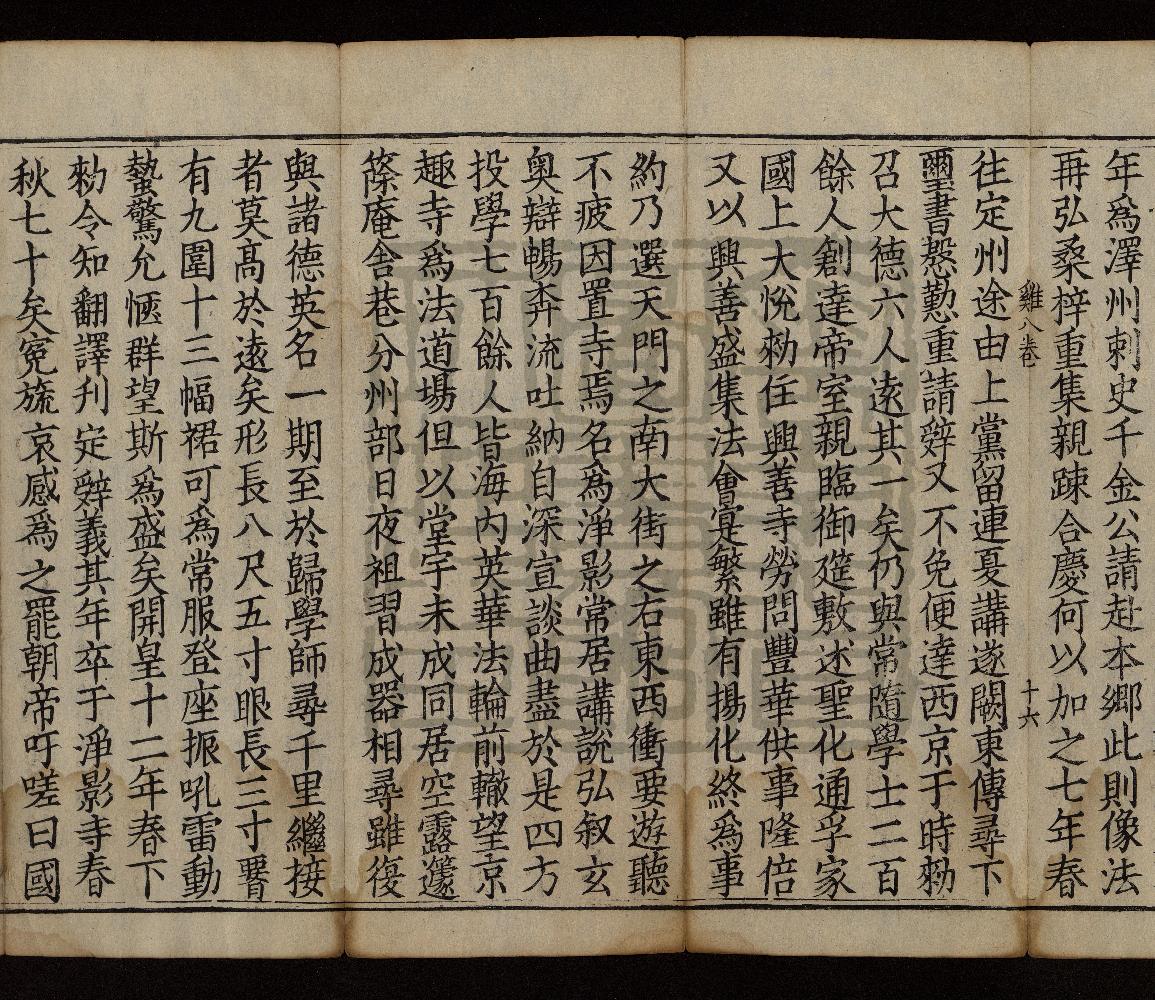 年爲澤州刺史千金公請赴本郷此則像法
再弘桑梓重集親踈合慶何以加之七年春
雞八卷 十六
往定州途由上黨留連夏講遂闕東傳尋下
璽書慇懃重請辤又不免便達西京于時勑
召大德六人遠其一矣仍與常隨學士二百
餘人創達帝室親臨御筵敷述聖化通孚家
國上大悅勑住興善寺勞問豐華供事隆倍
又以興善盛集法會寔繁雖有揚化終爲事
約乃選天門之南大街之右東西衝要遊聽
不疲因置寺焉名爲淨影常居講說弘叙玄
奥辯暢奔流吐納自深宣談曲盡於是四方
投學七百餘人皆海內英華法輪前轍望京
趣寺爲法道場但以堂宇未成同居空露蘧
蒢庵舍巷分州部日夜祖習成器相尋雖復
與諸德英名一期至於歸學師尋千里繼接
者莫髙於遠矣形長八尺五寸眼長三寸署
有九圍十三幅裙可爲常服登座振吼雷動
蟄驚允愜群望斯爲盛矣開皇十二年春下
勑令知翻譯刋定辤義其年卒于淨影寺春
秋七十矣寃旒哀感爲之罷朝帝吁嗟曰國